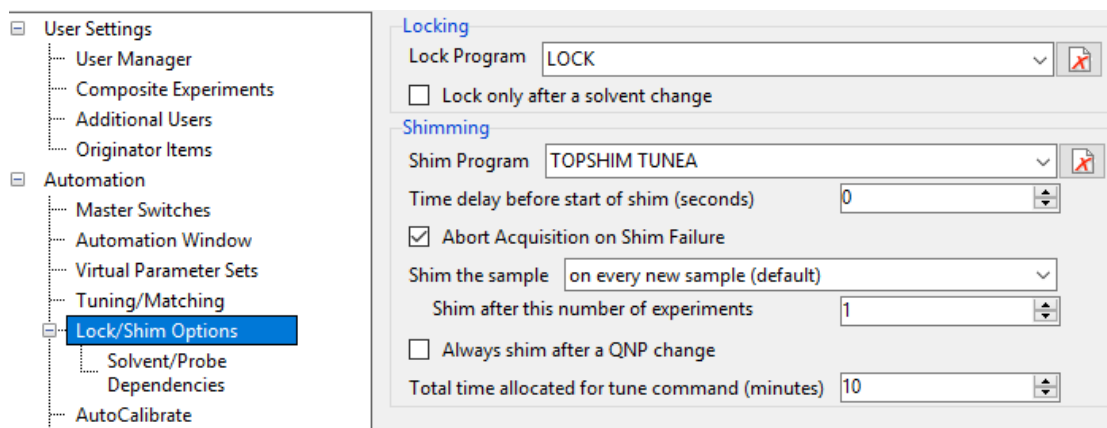 User Settings
User Manager
Composite Experiments
Additional Users
Originator Items
Automation
Master Switches
Automation Window
Virtual Parameter Sets
Tuning/Matching
Lock/Shim Options
Solvent/Probe
Dependencies
AutoCalibrate
Locking
Lock Program LOCK
Lock only after a solvent change
Shimming
Shim Program TOPSHIM TUNEA
Time delay before start of shim (seconds) 0
Abort Acquisition on Shim Failure
Shim the sample on every new sample (default)
Shim after this number of experiments 1
Always shim after a QNP change
Total time allocated for tune command (minutes) 10